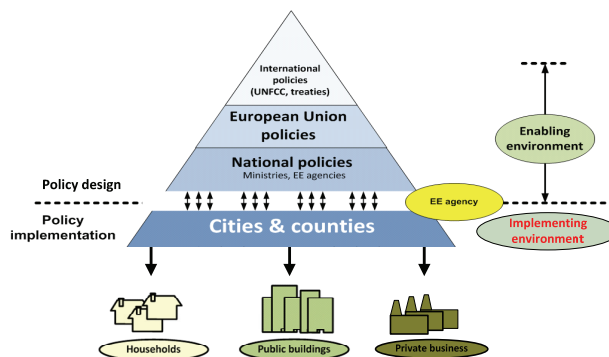 International
policies
(UNFCC, treaties)
European Union
policies
National policies
Ministries, EE agencies
Enabling
environment
Policy design
EE agency
Policy
implementation
Cities & counties
Implementing
environment
Households
Public buildings
Private business